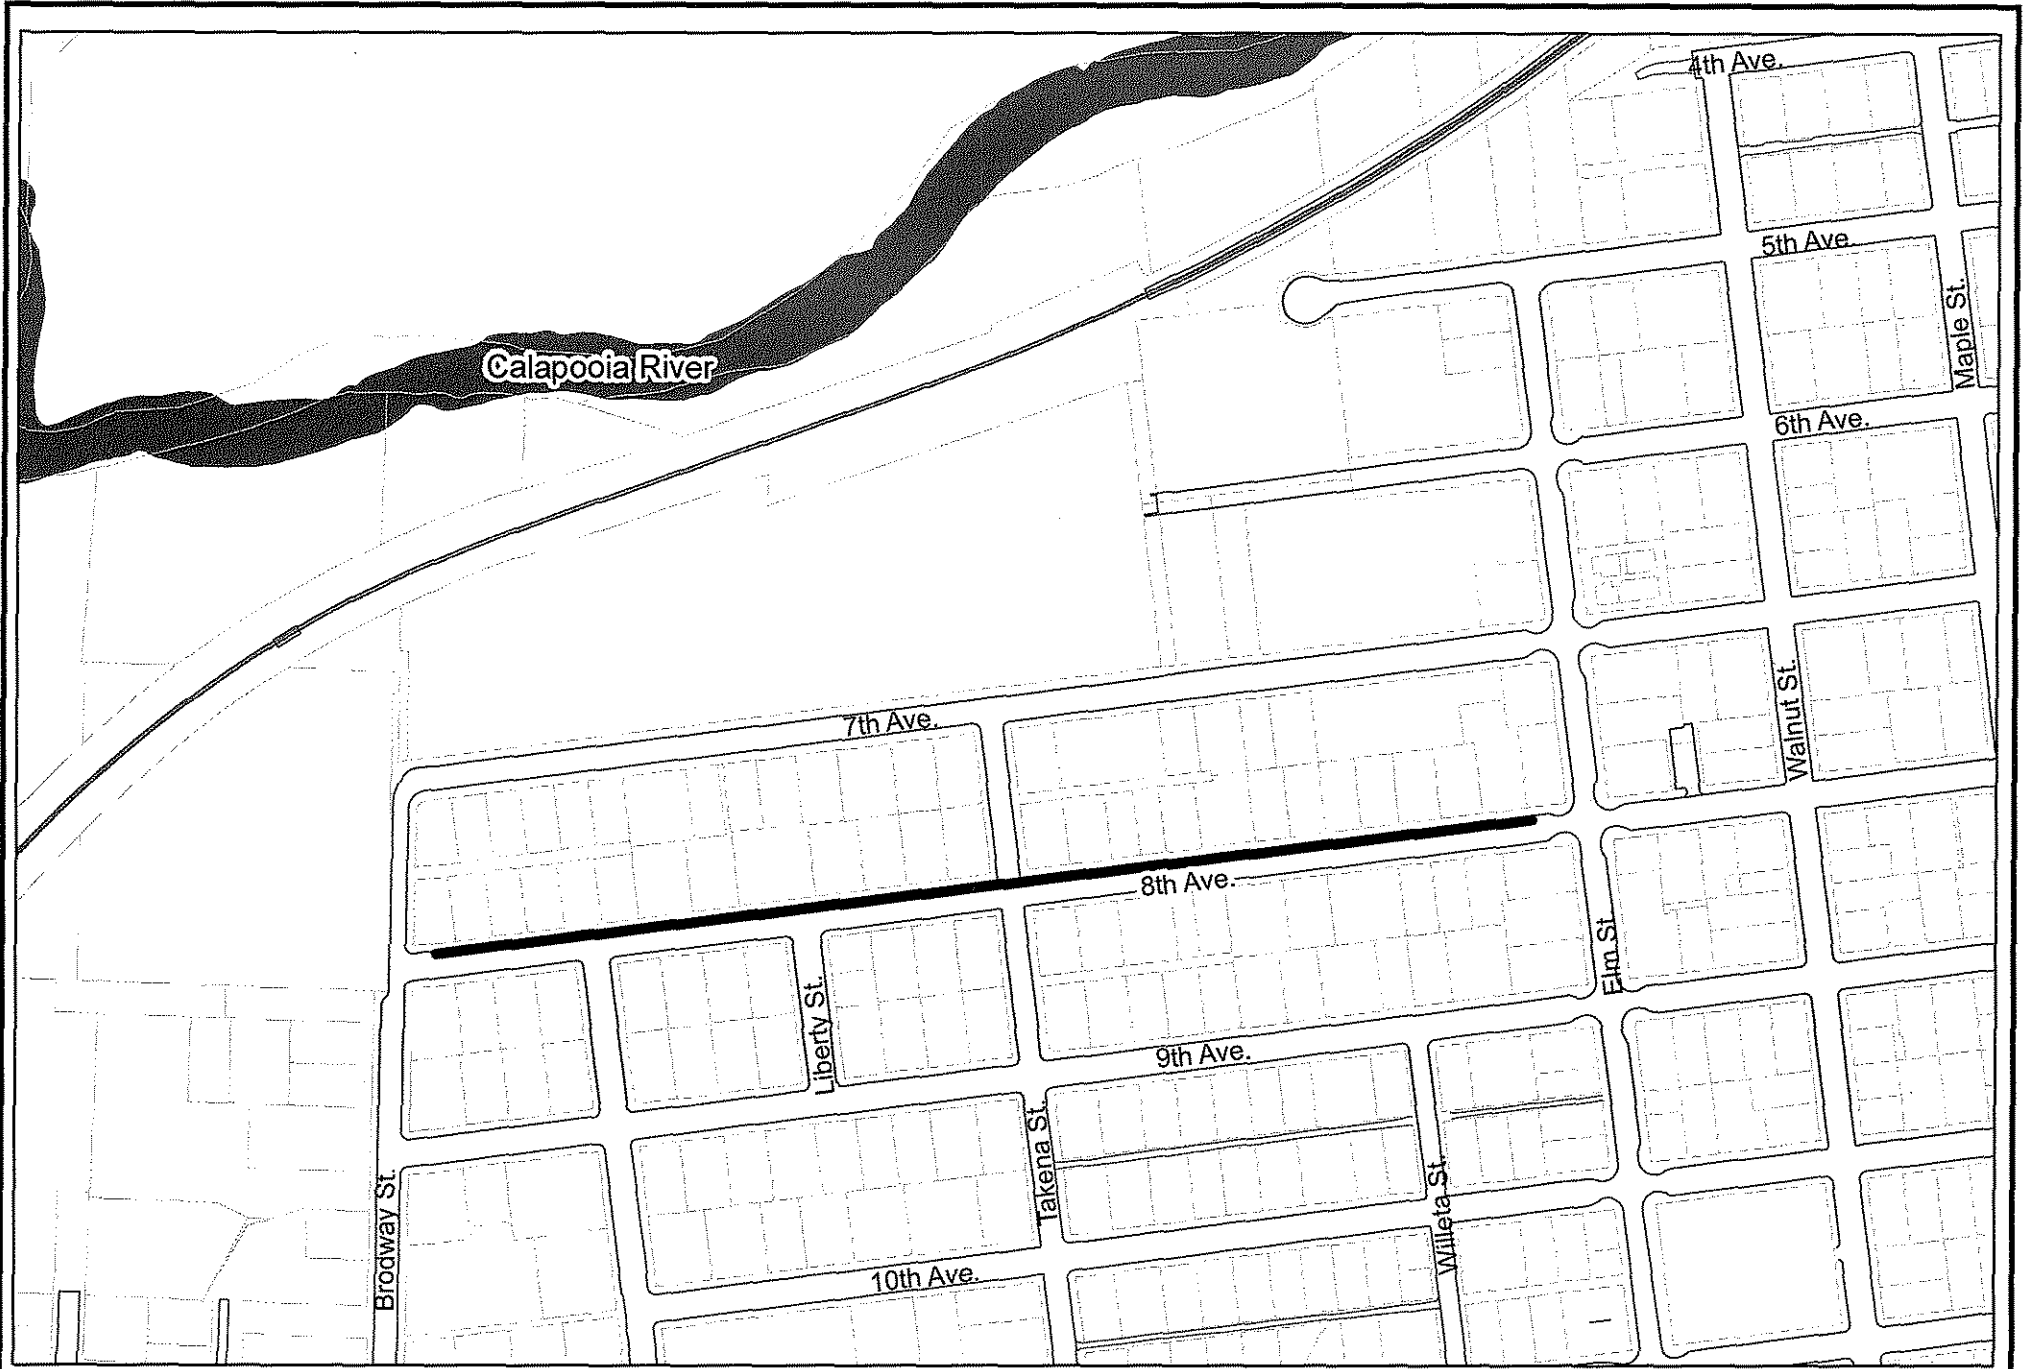 4th Ave.
5th Ave.
Maple St.
Calapooia River
6th Ave.
Walnut St.
7th Ave.
8th Ave.
Elm St.
Liberty St.
9th Ave.
Takena St.
Willeta St.
Brodway St.
10th Ave.